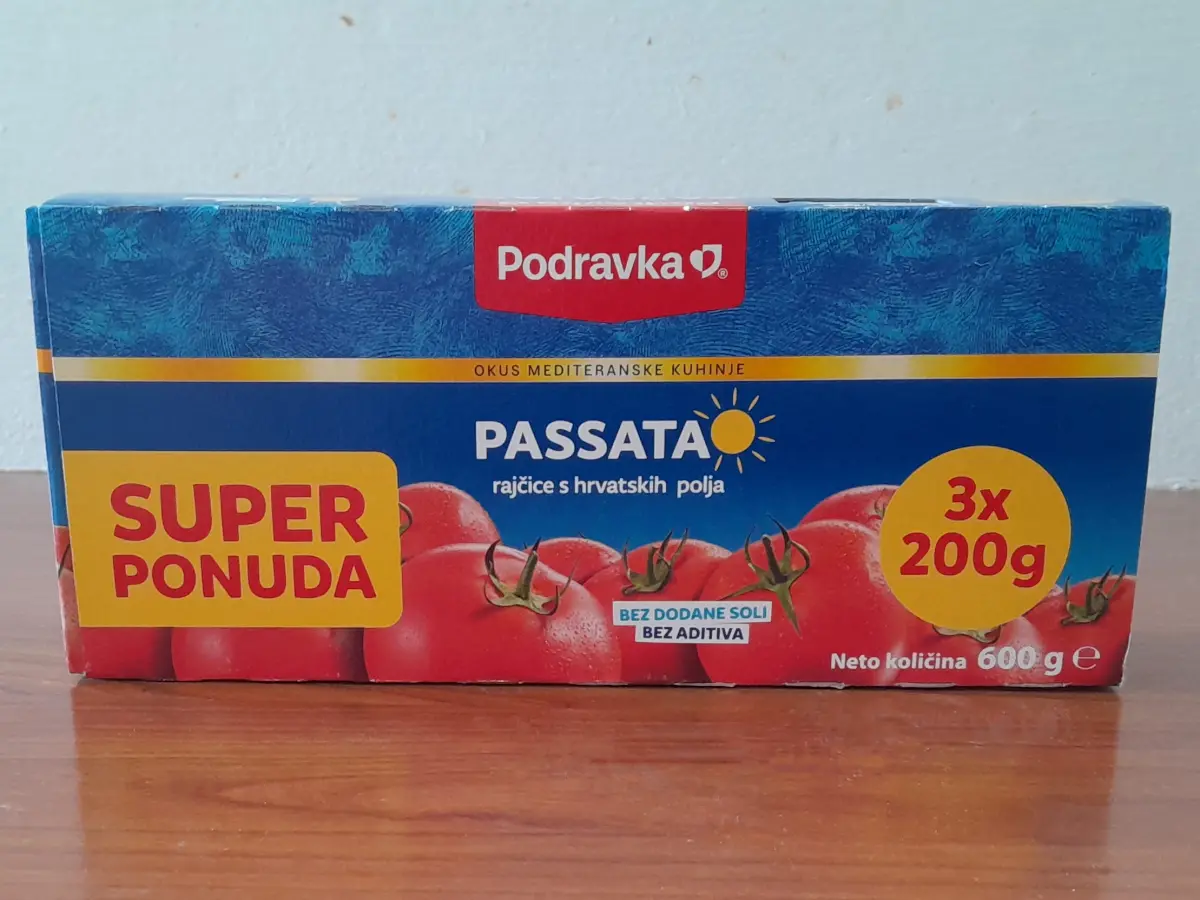 Podravka
OKUS MEDITERANSKE KUHINJE
PASSATA
rajčice s hrvatskih polja
SUPER
PONUDA
3x
200g
BEZ DODANE SOLI
BEZ ADITIVA
Neto količina 600 g ℮